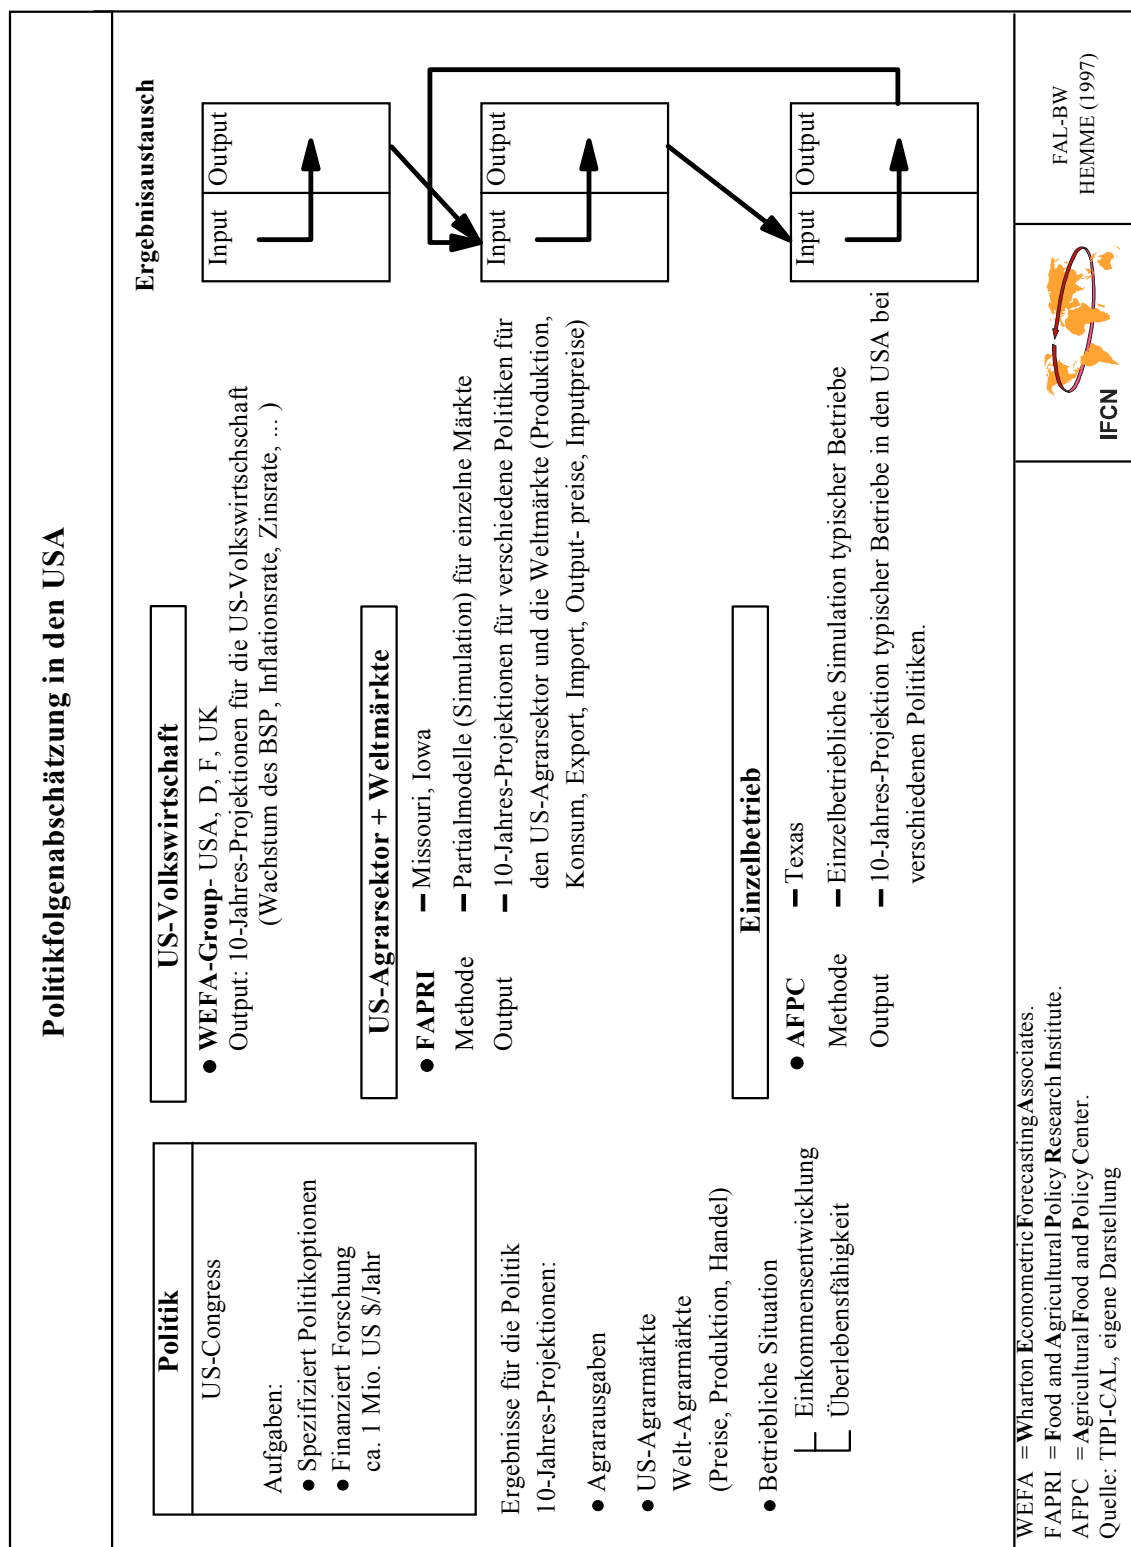 Politikfolgenabschätzung in den USA
Politik
US-Congress
Aufgaben:
● Spezifiziert Politikoptionen
● Finanziert Forschung
ca. 1 Mio. US $/Jahr
Ergebnisse für die Politik
10-Jahres-Projektionen:
● Agrarausgaben
● US-Agrarmärkte
Welt-Agrarmärkte
(Preise, Produktion, Handel)
● Betriebliche Situation
Einkommensentwicklung
Überlebensfähigkeit
US-Volkswirtschaft
● WEFA-Group- USA, D, F, UK
Output: 10-Jahres-Projektionen für die US-Volkswirtschschaft
(Wachstum des BSP, Inflationsrate, Zinsrate, ... )
US-Agrarsektor + Weltmärkte
● FAPRI – Missouri, Iowa
Methode – Partialmodelle (Simulation) für einzelne Märkte
Output – 10-Jahres-Projektionen für verschiedene Politiken für
den US-Agrarsektor und die Weltmärkte (Produktion,
Konsum, Export, Import, Output- preise, Inputpreise)
Einzelbetrieb
● AFPC – Texas
Methode – Einzelbetriebliche Simulation typischer Betriebe
Output – 10-Jahres-Projektion typischer Betriebe in den USA bei
verschiedenen Politiken.
Ergebnisaustausch
Input Output
Input Output
Input Output
WEFA = Wharton Econometric Forecasting Associates.
FAPRI = Food and Agricultural Policy Research Institute.
AFPC = Agricultural Food and Policy Center.
Quelle: TIPI-CAL, eigene Darstellung
IFCN
FAL-BW
HEMME (1997)